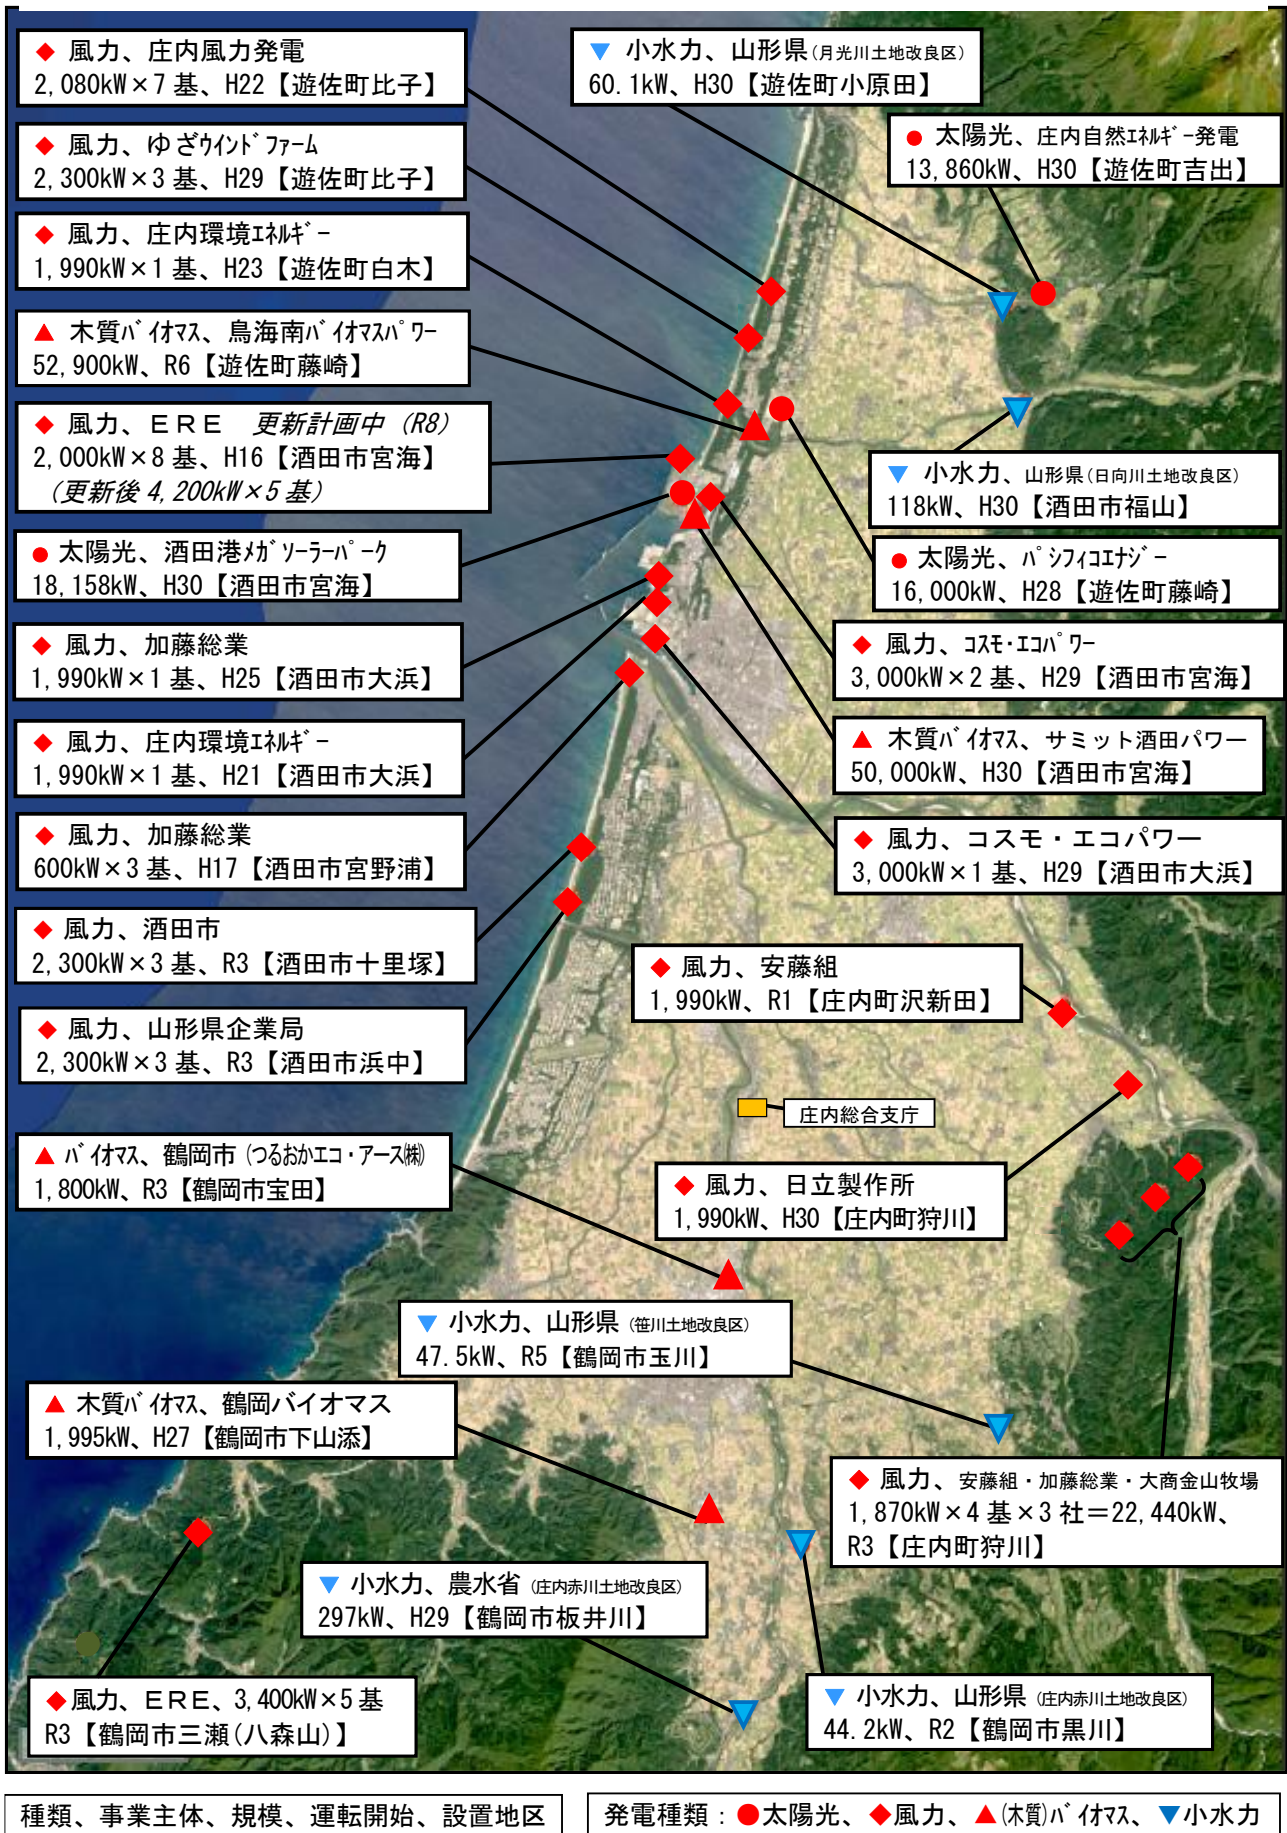 ◆ 風力、庄内風力発電
2,080kW×7基、H22【遊佐町比子】
▼ 小水力、山形県(月光川土地改良区)
60.1kW、H30【遊佐町小原田】
● 太陽光、庄内自然ｴﾈﾙｷﾞｰ発電
13,860kW、H30【遊佐町吉出】
◆ 風力、ゆざｳｲﾝﾄﾞファーム
2,300kW×3基、H29【遊佐町比子】
◆ 風力、庄内環境ｴﾈﾙｷﾞｰ
1,990kW×1基、H23【遊佐町白木】
▲ 木質ﾊﾞｲｵﾏｽ、鳥海南ﾊﾞｲｵﾏｽﾊﾟﾜｰ
52,900kW、R6【遊佐町藤崎】
◆ 風力、ＥＲＥ 更新計画中（R8）
2,000kW×8基、H16【酒田市宮海】
（更新後4,200kW×5基）
▼ 小水力、山形県(日向川土地改良区)
118kW、H30【酒田市福山】
● 太陽光、酒田港ﾒｶﾞソーラーパーク
18,158kW、H30【酒田市宮海】
● 太陽光、ﾊﾟｼﾌｨｺｴﾅｼﾞｰ
16,000kW、H28【遊佐町藤崎】
◆ 風力、加藤総業
1,990kW×1基、H25【酒田市大浜】
◆ 風力、ｺｽﾓ･ｴｺﾊﾟﾜｰ
3,000kW×2基、H29【酒田市宮海】
◆ 風力、庄内環境ｴﾈﾙｷﾞｰ
1,990kW×1基、H21【酒田市大浜】
▲ 木質ﾊﾞｲｵﾏｽ、サミット酒田パワー
50,000kW、H30【酒田市宮海】
◆ 風力、加藤総業
600kW×3基、H17【酒田市宮野浦】
◆ 風力、コスモ・エコパワー
3,000kW×1基、H29【酒田市大浜】
◆ 風力、酒田市
2,300kW×3基、R3【酒田市十里塚】
◆ 風力、安藤組
1,990kW、R1【庄内町沢新田】
◆ 風力、山形県企業局
2,300kW×3基、R3【酒田市浜中】
庄内総合支庁
▲ ﾊﾞｲｵﾏｽ、鶴岡市（つるおかエコ・アース㈱）
1,800kW、R3【鶴岡市宝田】
◆ 風力、日立製作所
1,990kW、H30【庄内町狩川】
▼ 小水力、山形県（笹川土地改良区）
47.5kW、R5【鶴岡市玉川】
▲ 木質ﾊﾞｲｵﾏｽ、鶴岡バイオマス
1,995kW、H27【鶴岡市下山添】
◆ 風力、安藤組・加藤総業・大商金山牧場
1,870kW×4基×3社＝22,440kW、
R3【庄内町狩川】
▼ 小水力、農水省（庄内赤川土地改良区）
297kW、H29【鶴岡市板井川】
◆風力、ＥＲＥ、3,400kW×5基
R3【鶴岡市三瀬(八森山)】
▼ 小水力、山形県（庄内赤川土地改良区）
44.2kW、R2【鶴岡市黒川】
種類、事業主体、規模、運転開始、設置地区
発電種類：●太陽光、◆風力、▲(木質)ﾊﾞｲｵﾏｽ、▼小水力